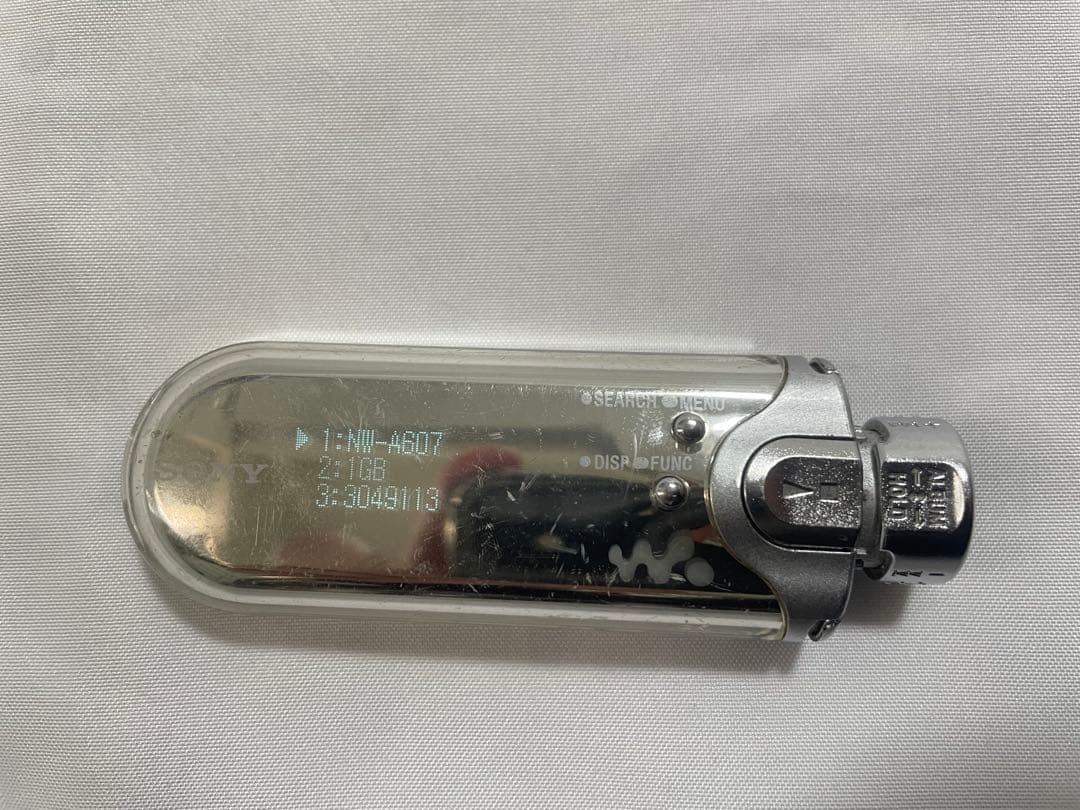 SEARCH MENU
▶ 1:NW-A607
SONY
2:1GB
3:3049113
DISP FUNC